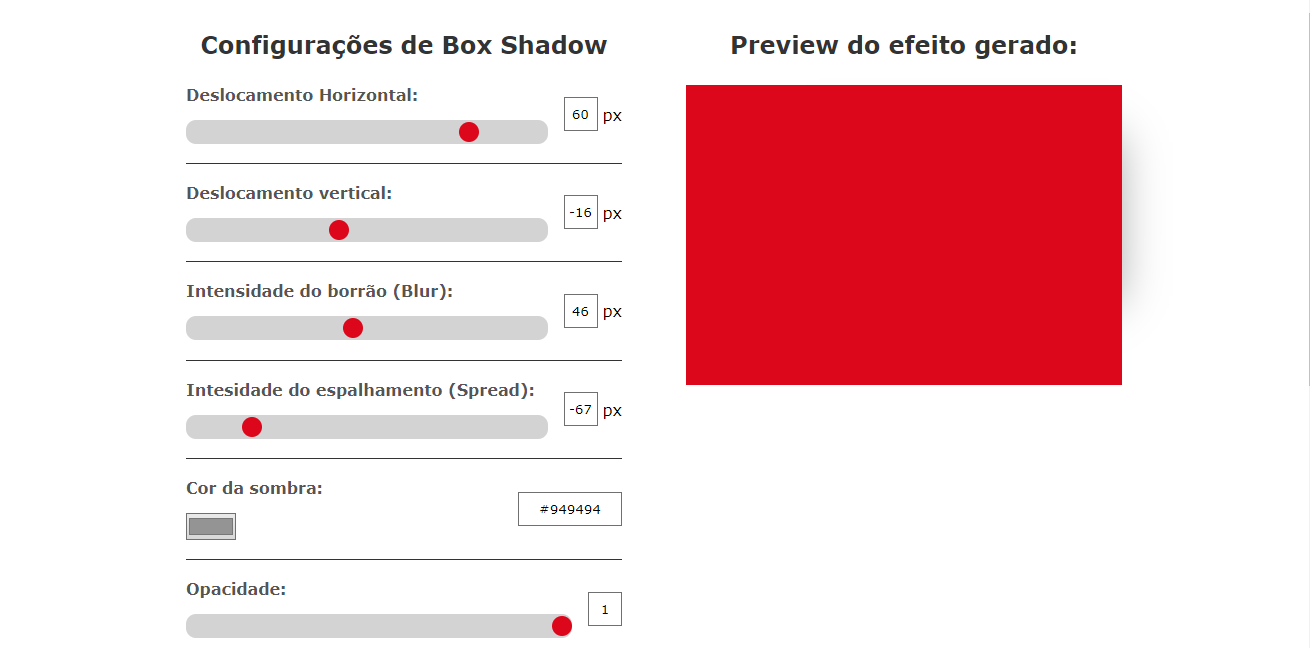 Configurações de Box Shadow
Deslocamento Horizontal:
60 px
Deslocamento vertical:
-16 px
Intensidade do borrão (Blur):
46 px
Intesidade do espalhamento (Spread):
-67 px
Cor da sombra:
#949494
Opacidade:
1
Preview do efeito gerado: